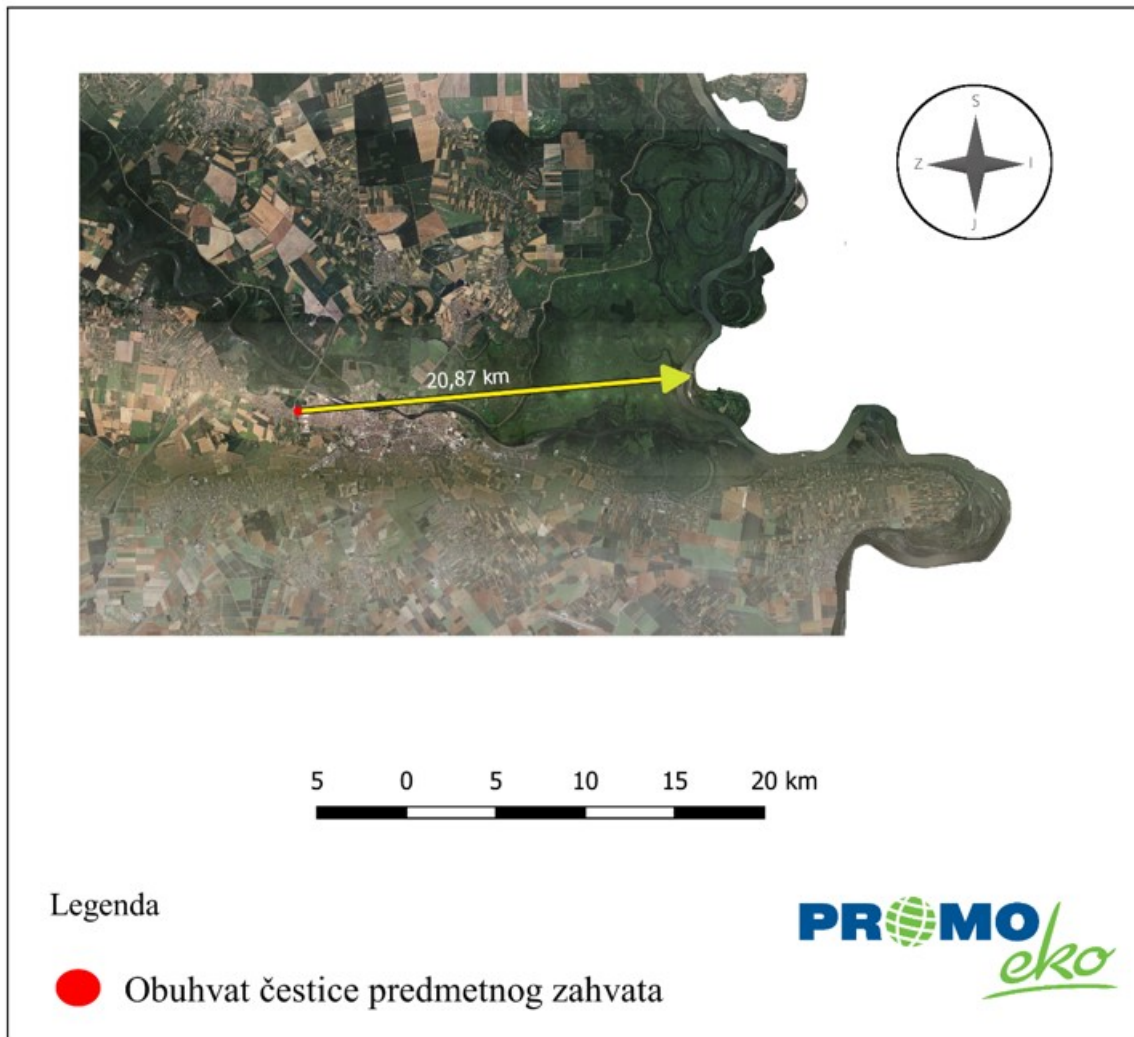 S
Z I
J
20,87 km
5 0 5 10 15 20 km
Legenda
PROMO
eko
Obuhvat čestice predmetnog zahvata